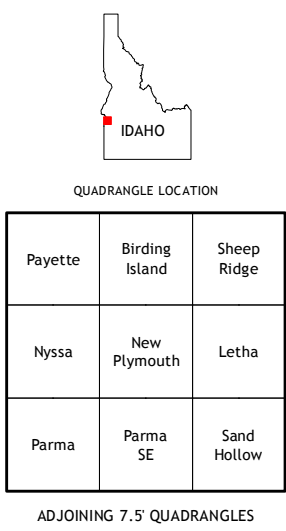 IDAHO
QUADRANGLE LOCATION
Payette
Birding
Island
Sheep
Ridge
Nyssa
New
Plymouth
Letha
Parma
Parma
SE
Sand
Hollow
ADJOINING 7.5' QUADRANGLES